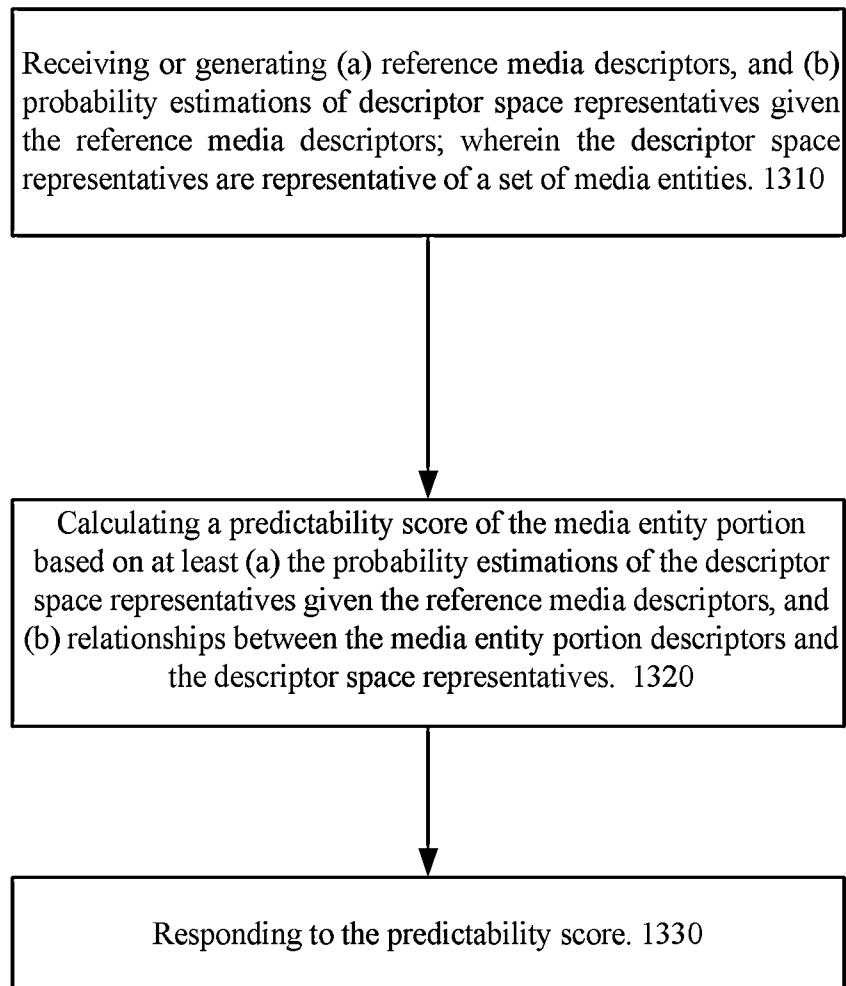 Receiving or generating (a) reference media descriptors, and (b)
probability estimations of descriptor space representatives given
the reference media descriptors; wherein the descriptor space
representatives are representative of a set of media entities. 1310
Calculating a predictability score of the media entity portion
based on at least (a) the probability estimations of the descriptor
space representatives given the reference media descriptors, and
(b) relationships between the media entity portion descriptors and
the descriptor space representatives. 1320
Responding to the predictability score. 1330